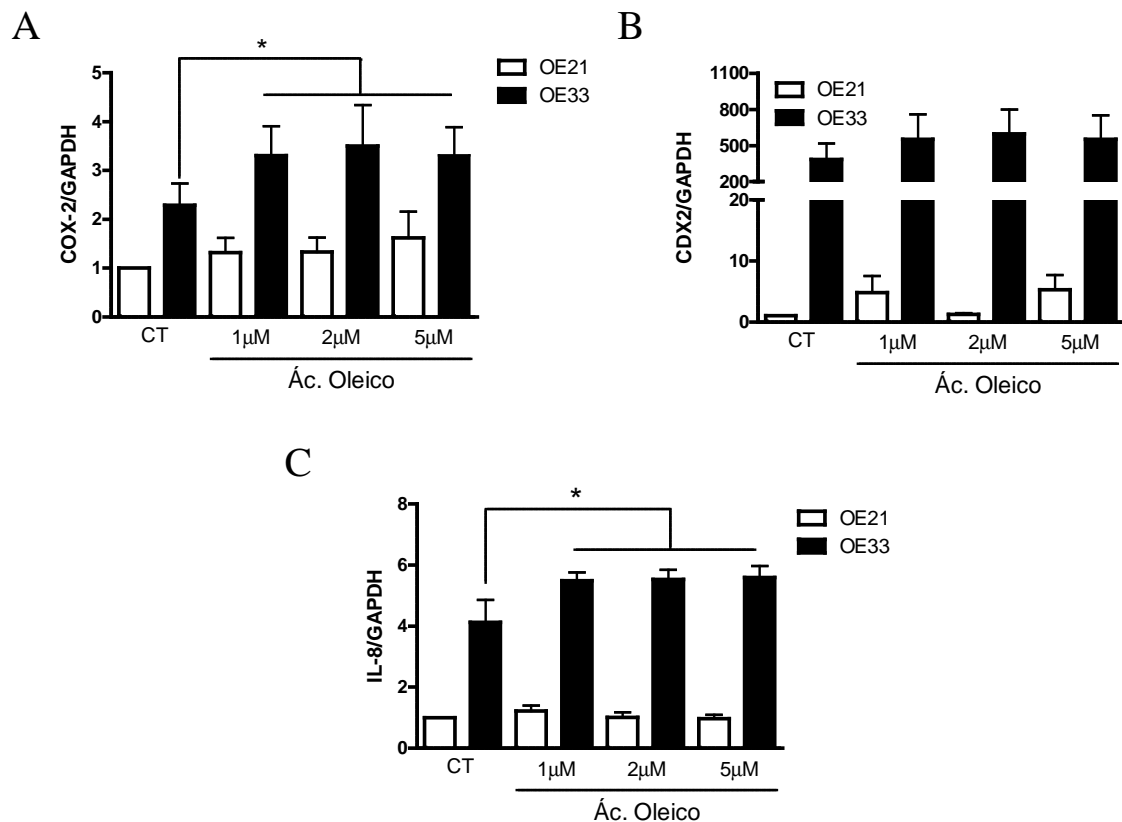 A
*
5
4
3
2
1
0
COX-2/GAPDH
OE21
OE33
CT
1μM
2μM
5μM
Ác. Oleico
B
1100
800
500
200
20
10
0
CDX2/GAPDH
OE21
OE33
CT
1μM
2μM
5μM
Ác. Oleico
C
*
8
6
4
2
0
IL-8/GAPDH
OE21
OE33
CT
1μM
2μM
5μM
Ác. Oleico